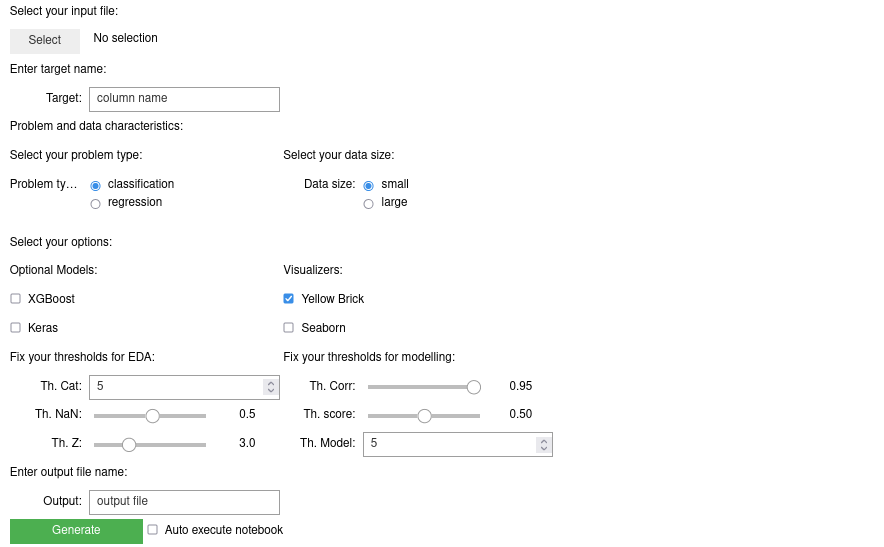 Select your input file:
Select No selection
Enter target name:
Target: column name
Problem and data characteristics:
Select your problem type: Select your data size:
Problem ty… classification Data size: small
regression large
Select your options:
Optional Models: Visualizers:
XGBoost Yellow Brick
Keras Seaborn
Fix your thresholds for EDA: Fix your thresholds for modelling:
Th. Cat: 5 Th. Corr: 0.95
Th. NaN: 0.5 Th. score: 0.50
Th. Z: 3.0 Th. Model: 5
Enter output file name:
Output: output file
Generate Auto execute notebook